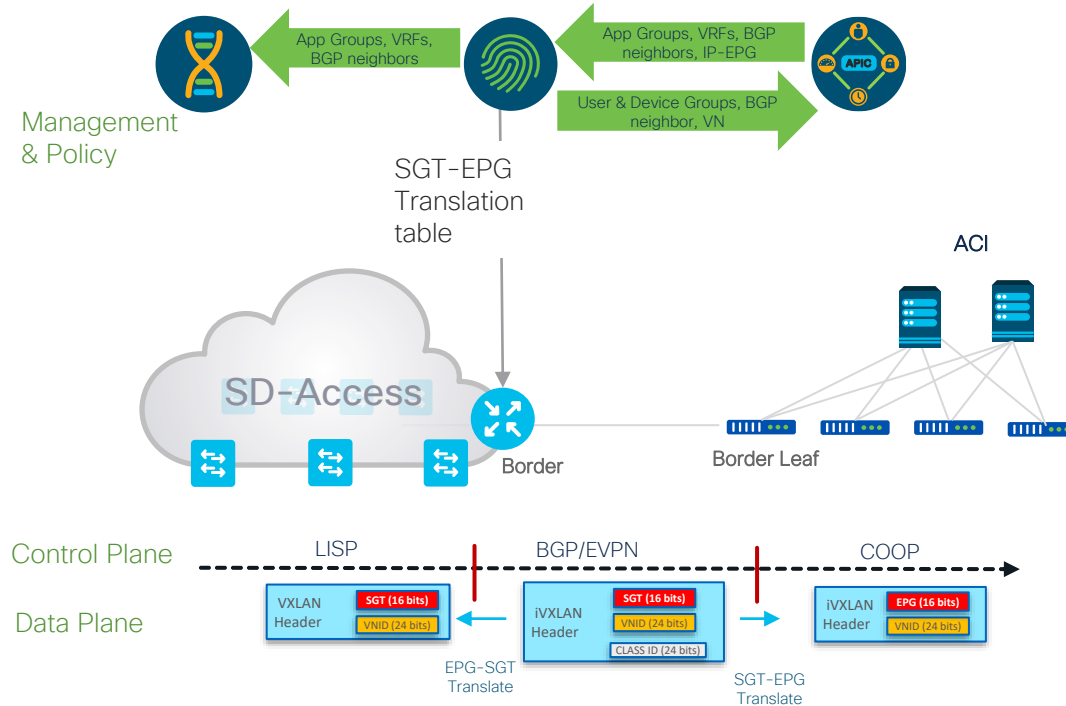 App Groups, VRFs,
BGP neighbors
App Groups, VRFs, BGP
neighbors, IP-EPG
User & Device Groups, BGP
neighbor, VN
APIC
Management
& Policy
SGT-EPG
Translation
table
ACI
SD-Access
Border
Border Leaf
Control Plane
LISP
BGP/EVPN
COOP
Data Plane
VXLAN
Header
SGT (16 bits)
VNID (24 bits)
iVXLAN
Header
SGT (16 bits)
VNID (24 bits)
CLASS ID (24 bits)
iVXLAN
Header
EPG (16 bits)
VNID (24 bits)
EPG-SGT
Translate
SGT-EPG
Translate